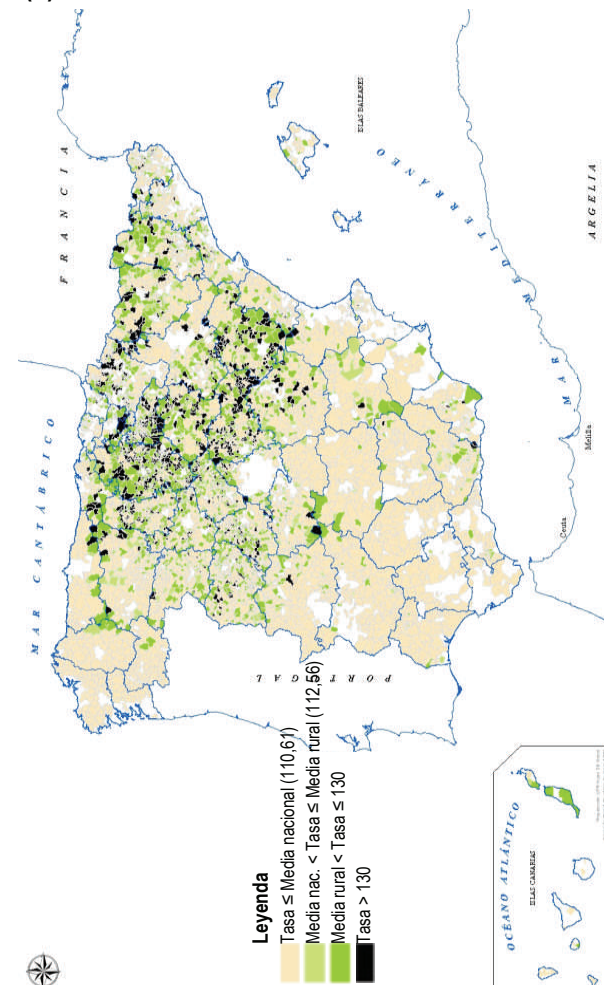 FRANCIA
MAR CANTÁBRICO
ISLAS BALEARES
MAR MEDITERRÁNEO
ARGELIA
PORTUGAL
Ceuta
Melilla
OCÉANO ATLÁNTICO
ISLAS CANARIAS
Leyenda
Tasa ≤ Media nacional (110,61)
Media nac. < Tasa ≤ Media rural (112,56)
Media rural < Tasa ≤ 130
Tasa > 130